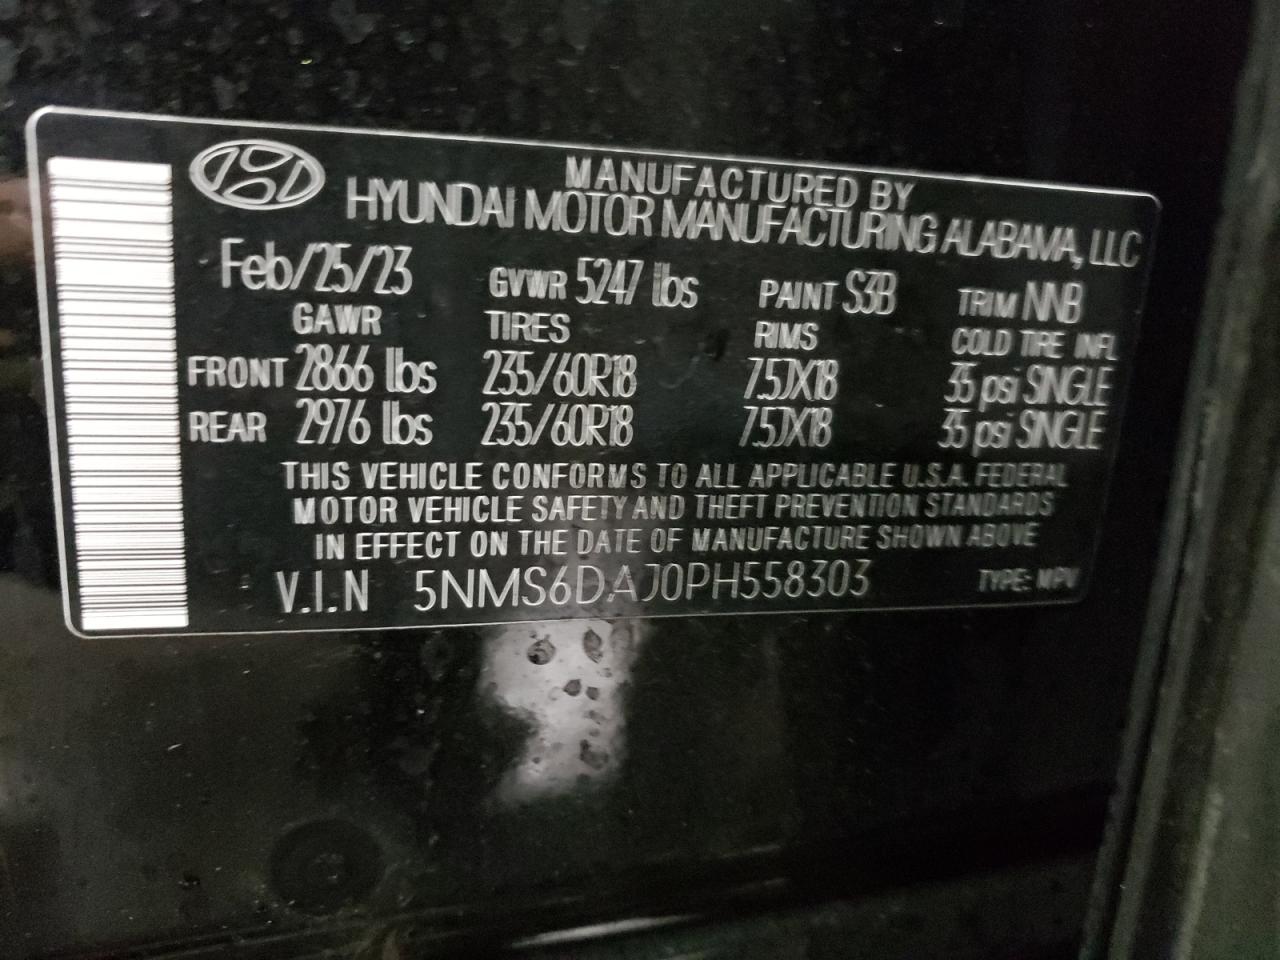 MANUFACTURED BY
HYUNDAI MOTOR MANUFACTURING ALABAMA, LLC
Feb/25/23 GVWR 5247 lbs PAINT S3B TRIM NNB
GAWR TIRES RIMS COLD TIRE INFL
FRONT 2866 lbs 235/60R18 7.5JX18 35 psi SINGLE
REAR 2976 lbs 235/60R18 7.5JX18 35 psi SINGLE
THIS VEHICLE CONFORMS TO ALL APPLICABLE U.S.A. FEDERAL
MOTOR VEHICLE SAFETY AND THEFT PREVENTION STANDARDS
IN EFFECT ON THE DATE OF MANUFACTURE SHOWN ABOVE
V.I.N 5NMS6DAJ0PH558303 TYPE: MPV